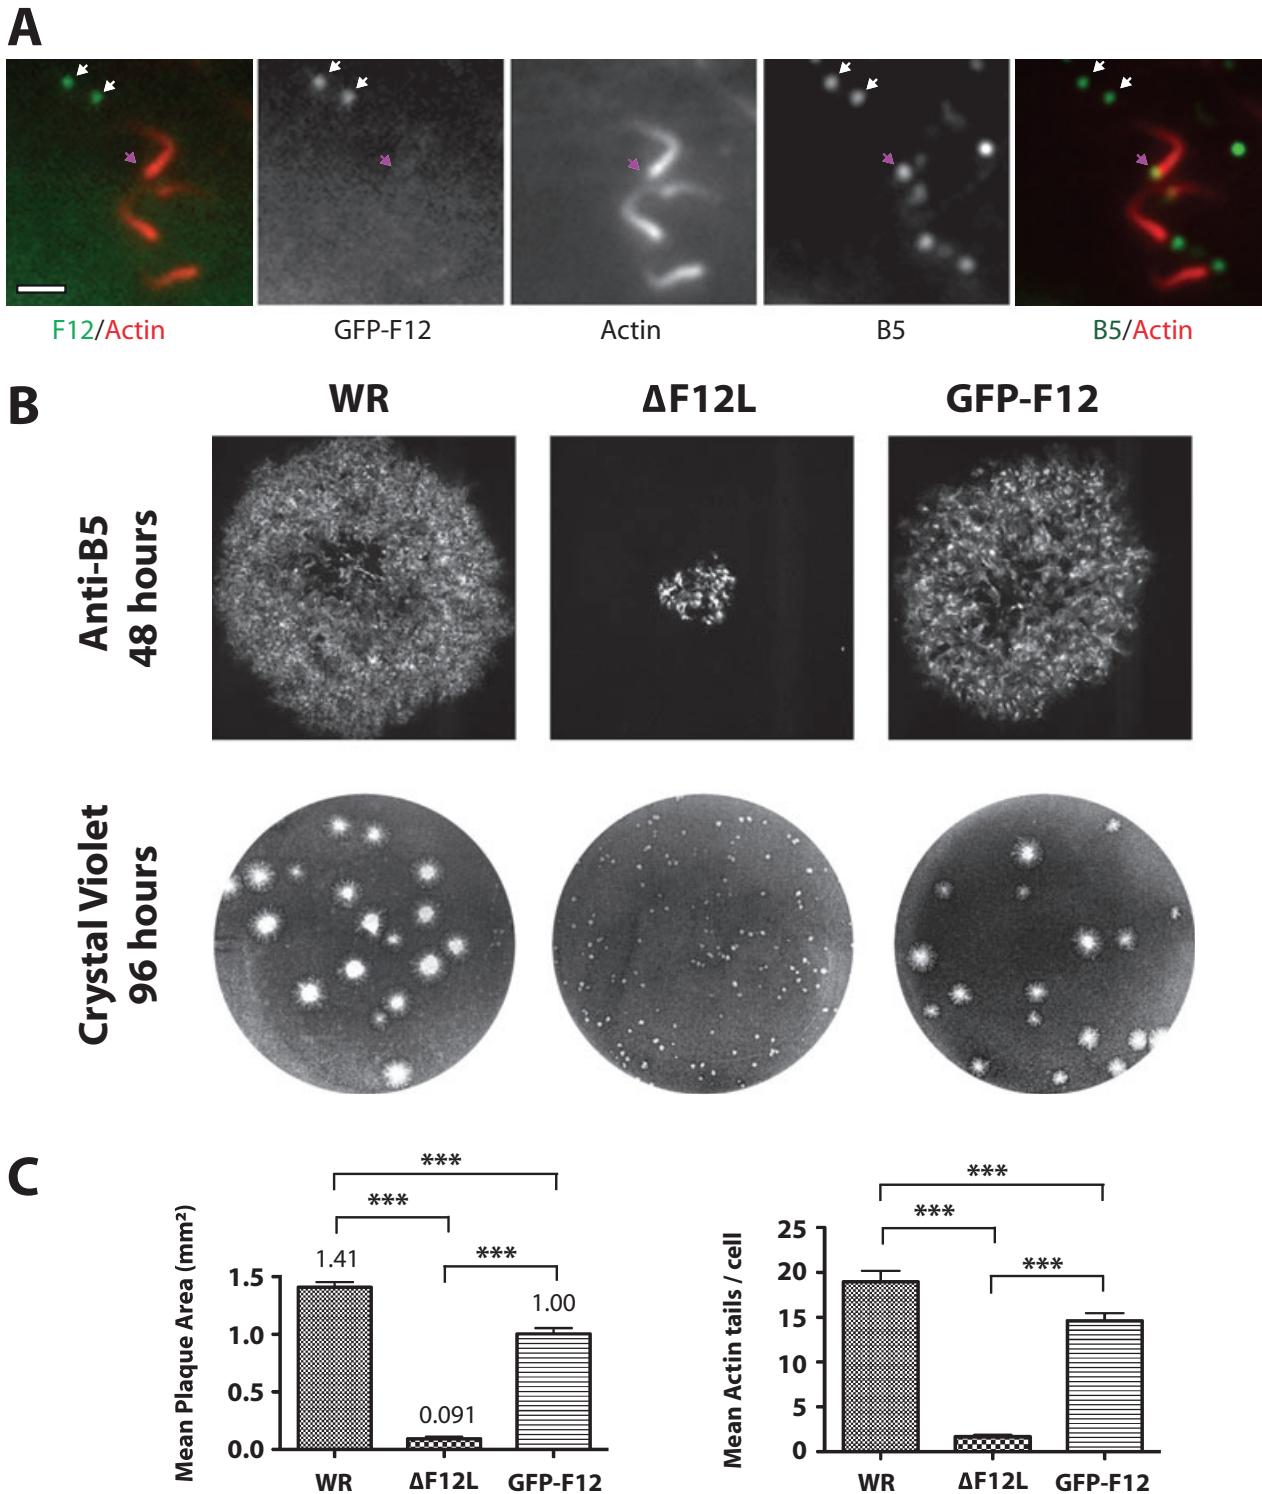 A
F12/Actin
GFP-F12
Actin
B5
B5/Actin
B
WR
ΔF12L
GFP-F12
Anti-B5
48 hours
Crystal Violet
96 hours
C
Mean Plaque Area (mm²)
***
***
***
1.41
0.091
1.00
1.5
1.0
0.5
0.0
WR
ΔF12L
GFP-F12
Mean Actin tails / cell
***
***
***
25
20
15
10
5
0
WR
ΔF12L
GFP-F12